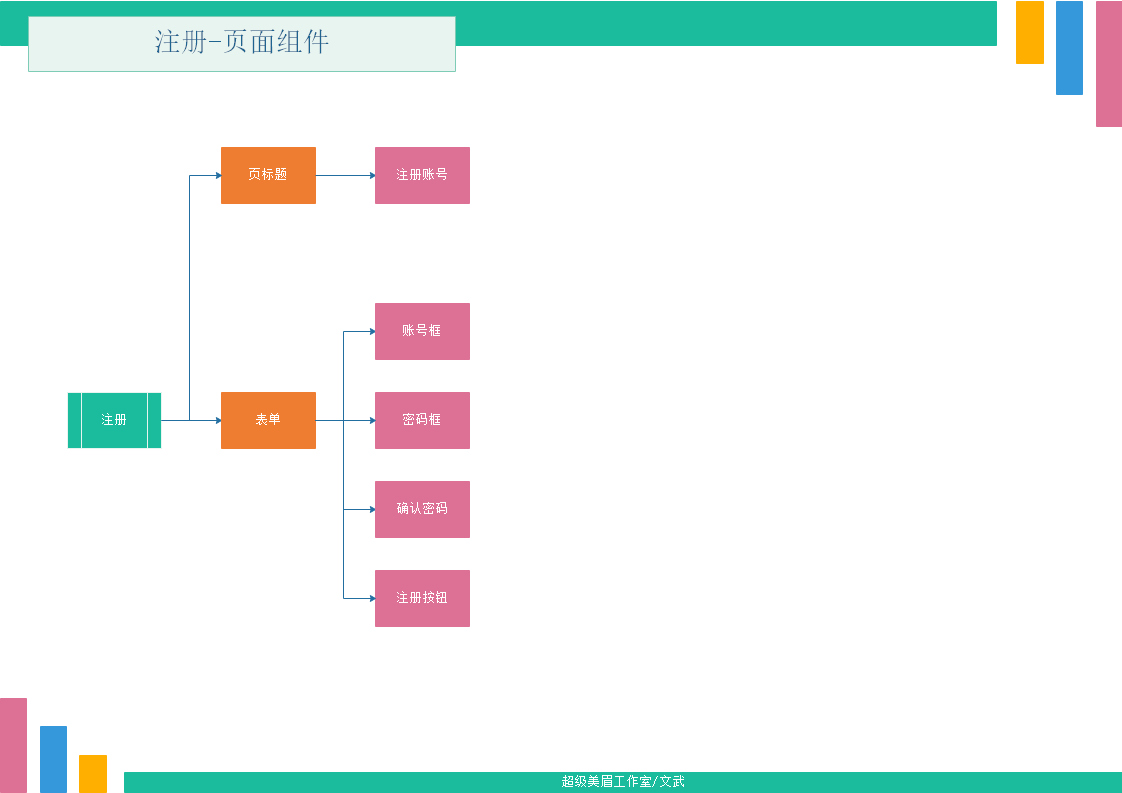 注册-页面组件
页标题
注册账号
账号框
注册
表单
密码框
确认密码
注册按钮
超级美眉工作室/文武